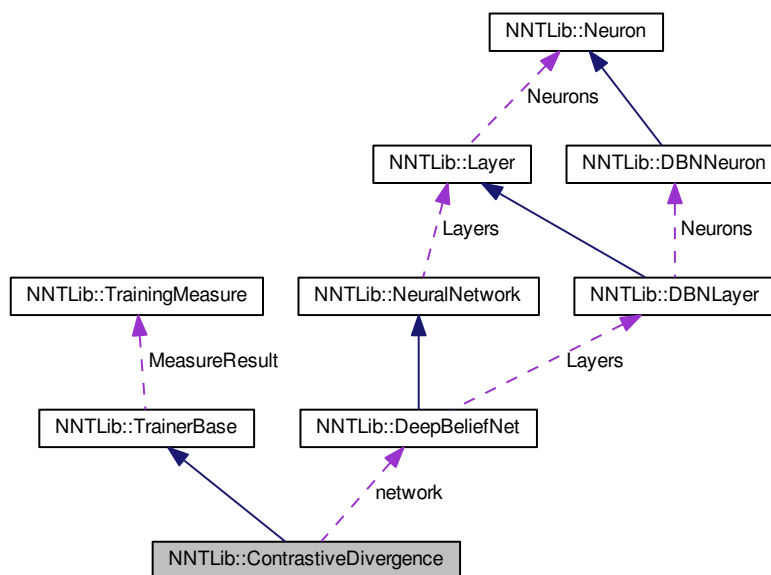 NNTLib::Neuron
Neurons
NNTLib::Layer
NNTLib::DBNNeuron
Layers
Neurons
NNTLib::TrainingMeasure
NNTLib::NeuralNetwork
NNTLib::DBNLayer
MeasureResult
Layers
NNTLib::TrainerBase
NNTLib::DeepBeliefNet
network
NNTLib::ContrastiveDivergence